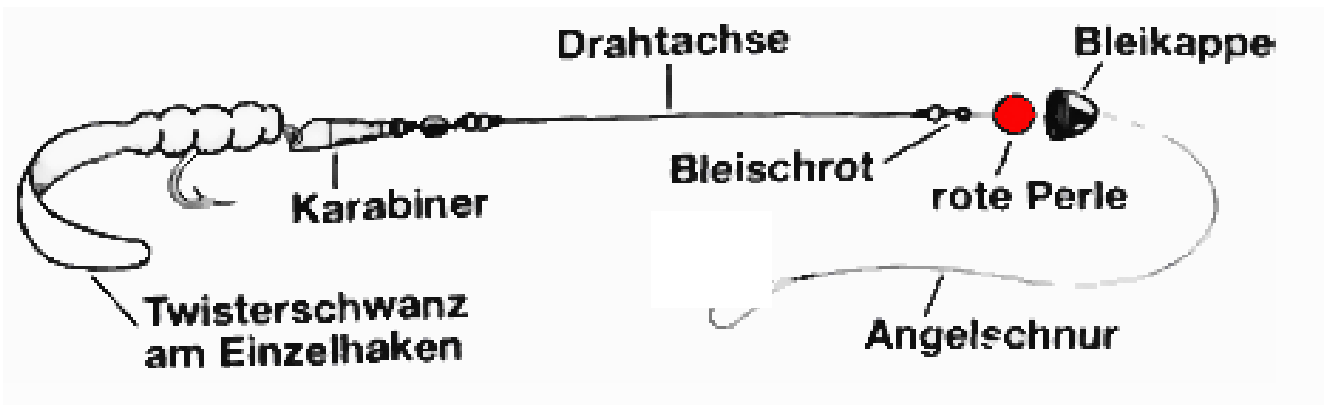 Drahtachse
Bleikappe
Bleischrot
rote Perle
Karabiner
Twisterschwanz
am Einzelhaken
Angelschnur